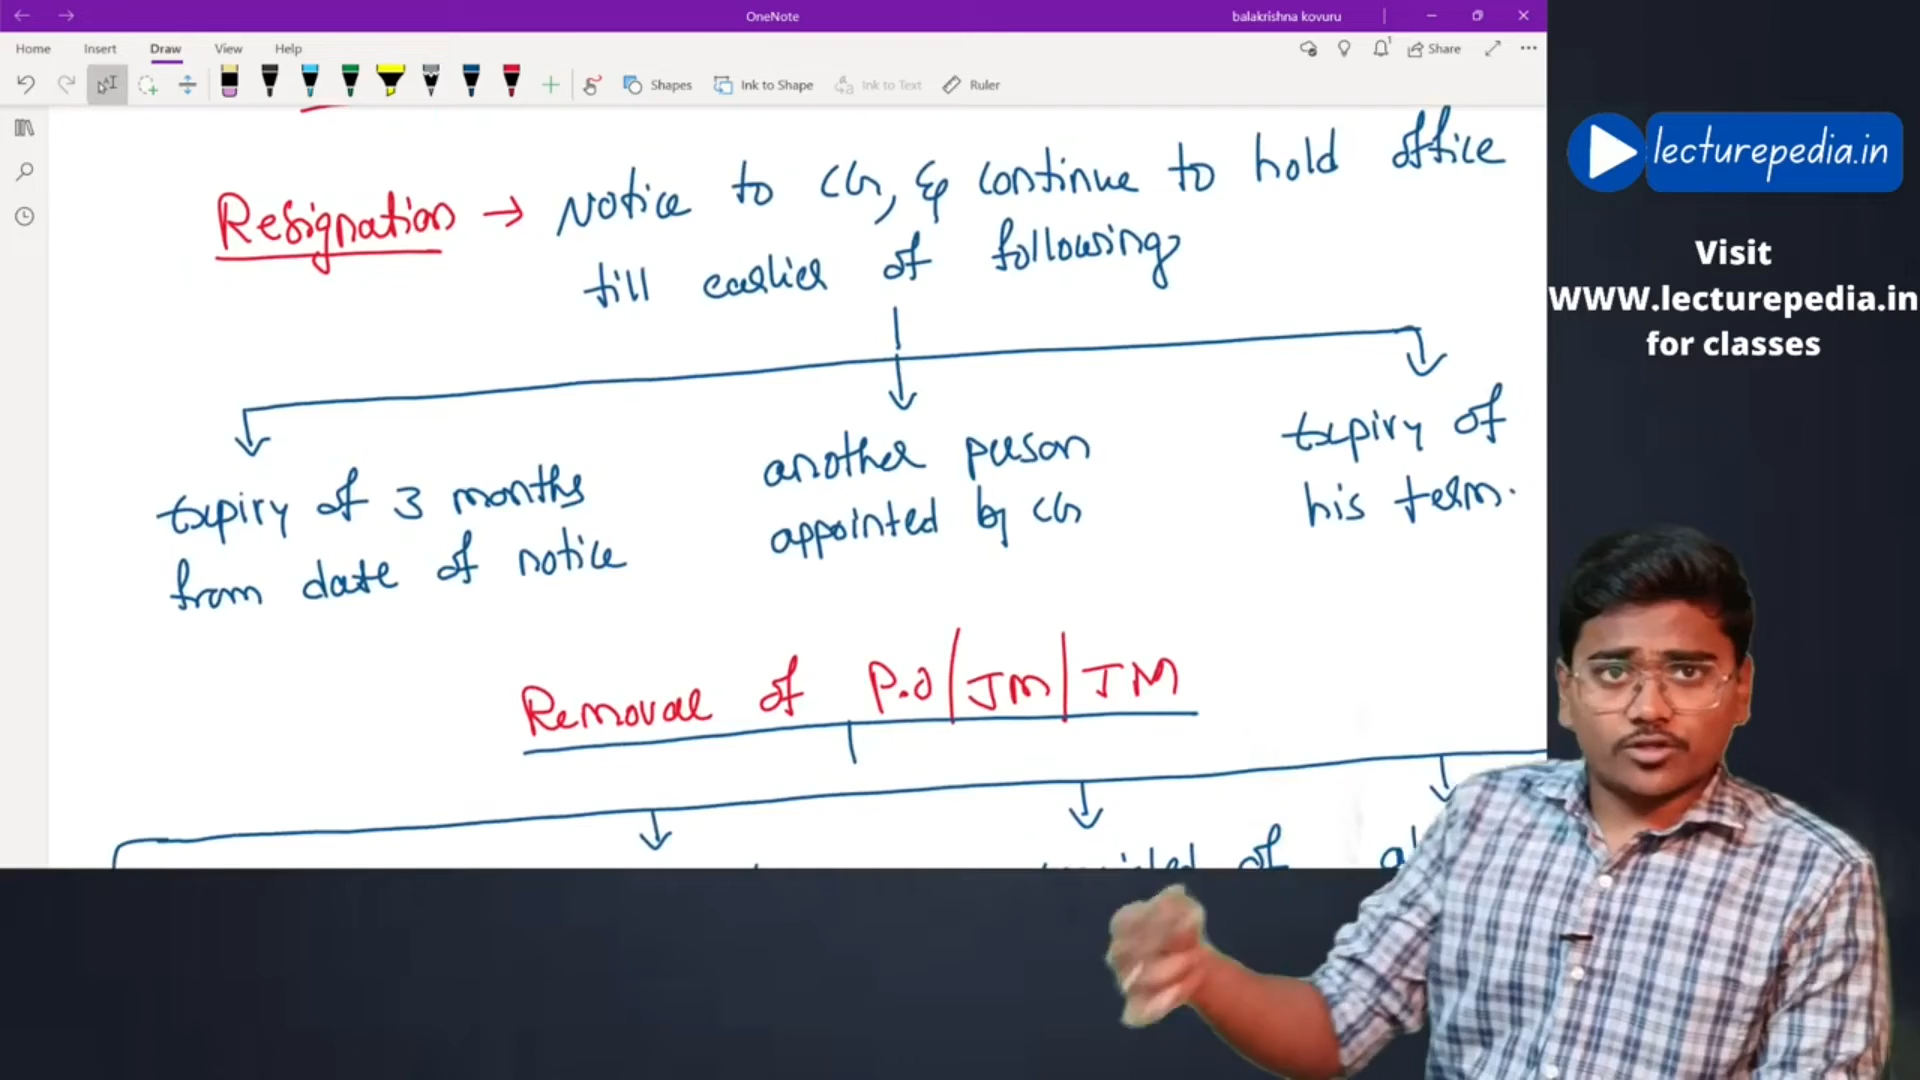 OneNote
balakrishna kovuru
Home Insert Draw View Help
1 Share
Shapes Ink to Shape Ink to Text Ruler
Resignation → Notice to CG, & continue to hold office
till earlier of following
expiry of 3 months
from date of notice
another person
appointed by CG
expiry of
his term.
Removal of P.O/JM/TM
of
lecturepedia.in
Visit
WWW.lecturepedia.in
for classes